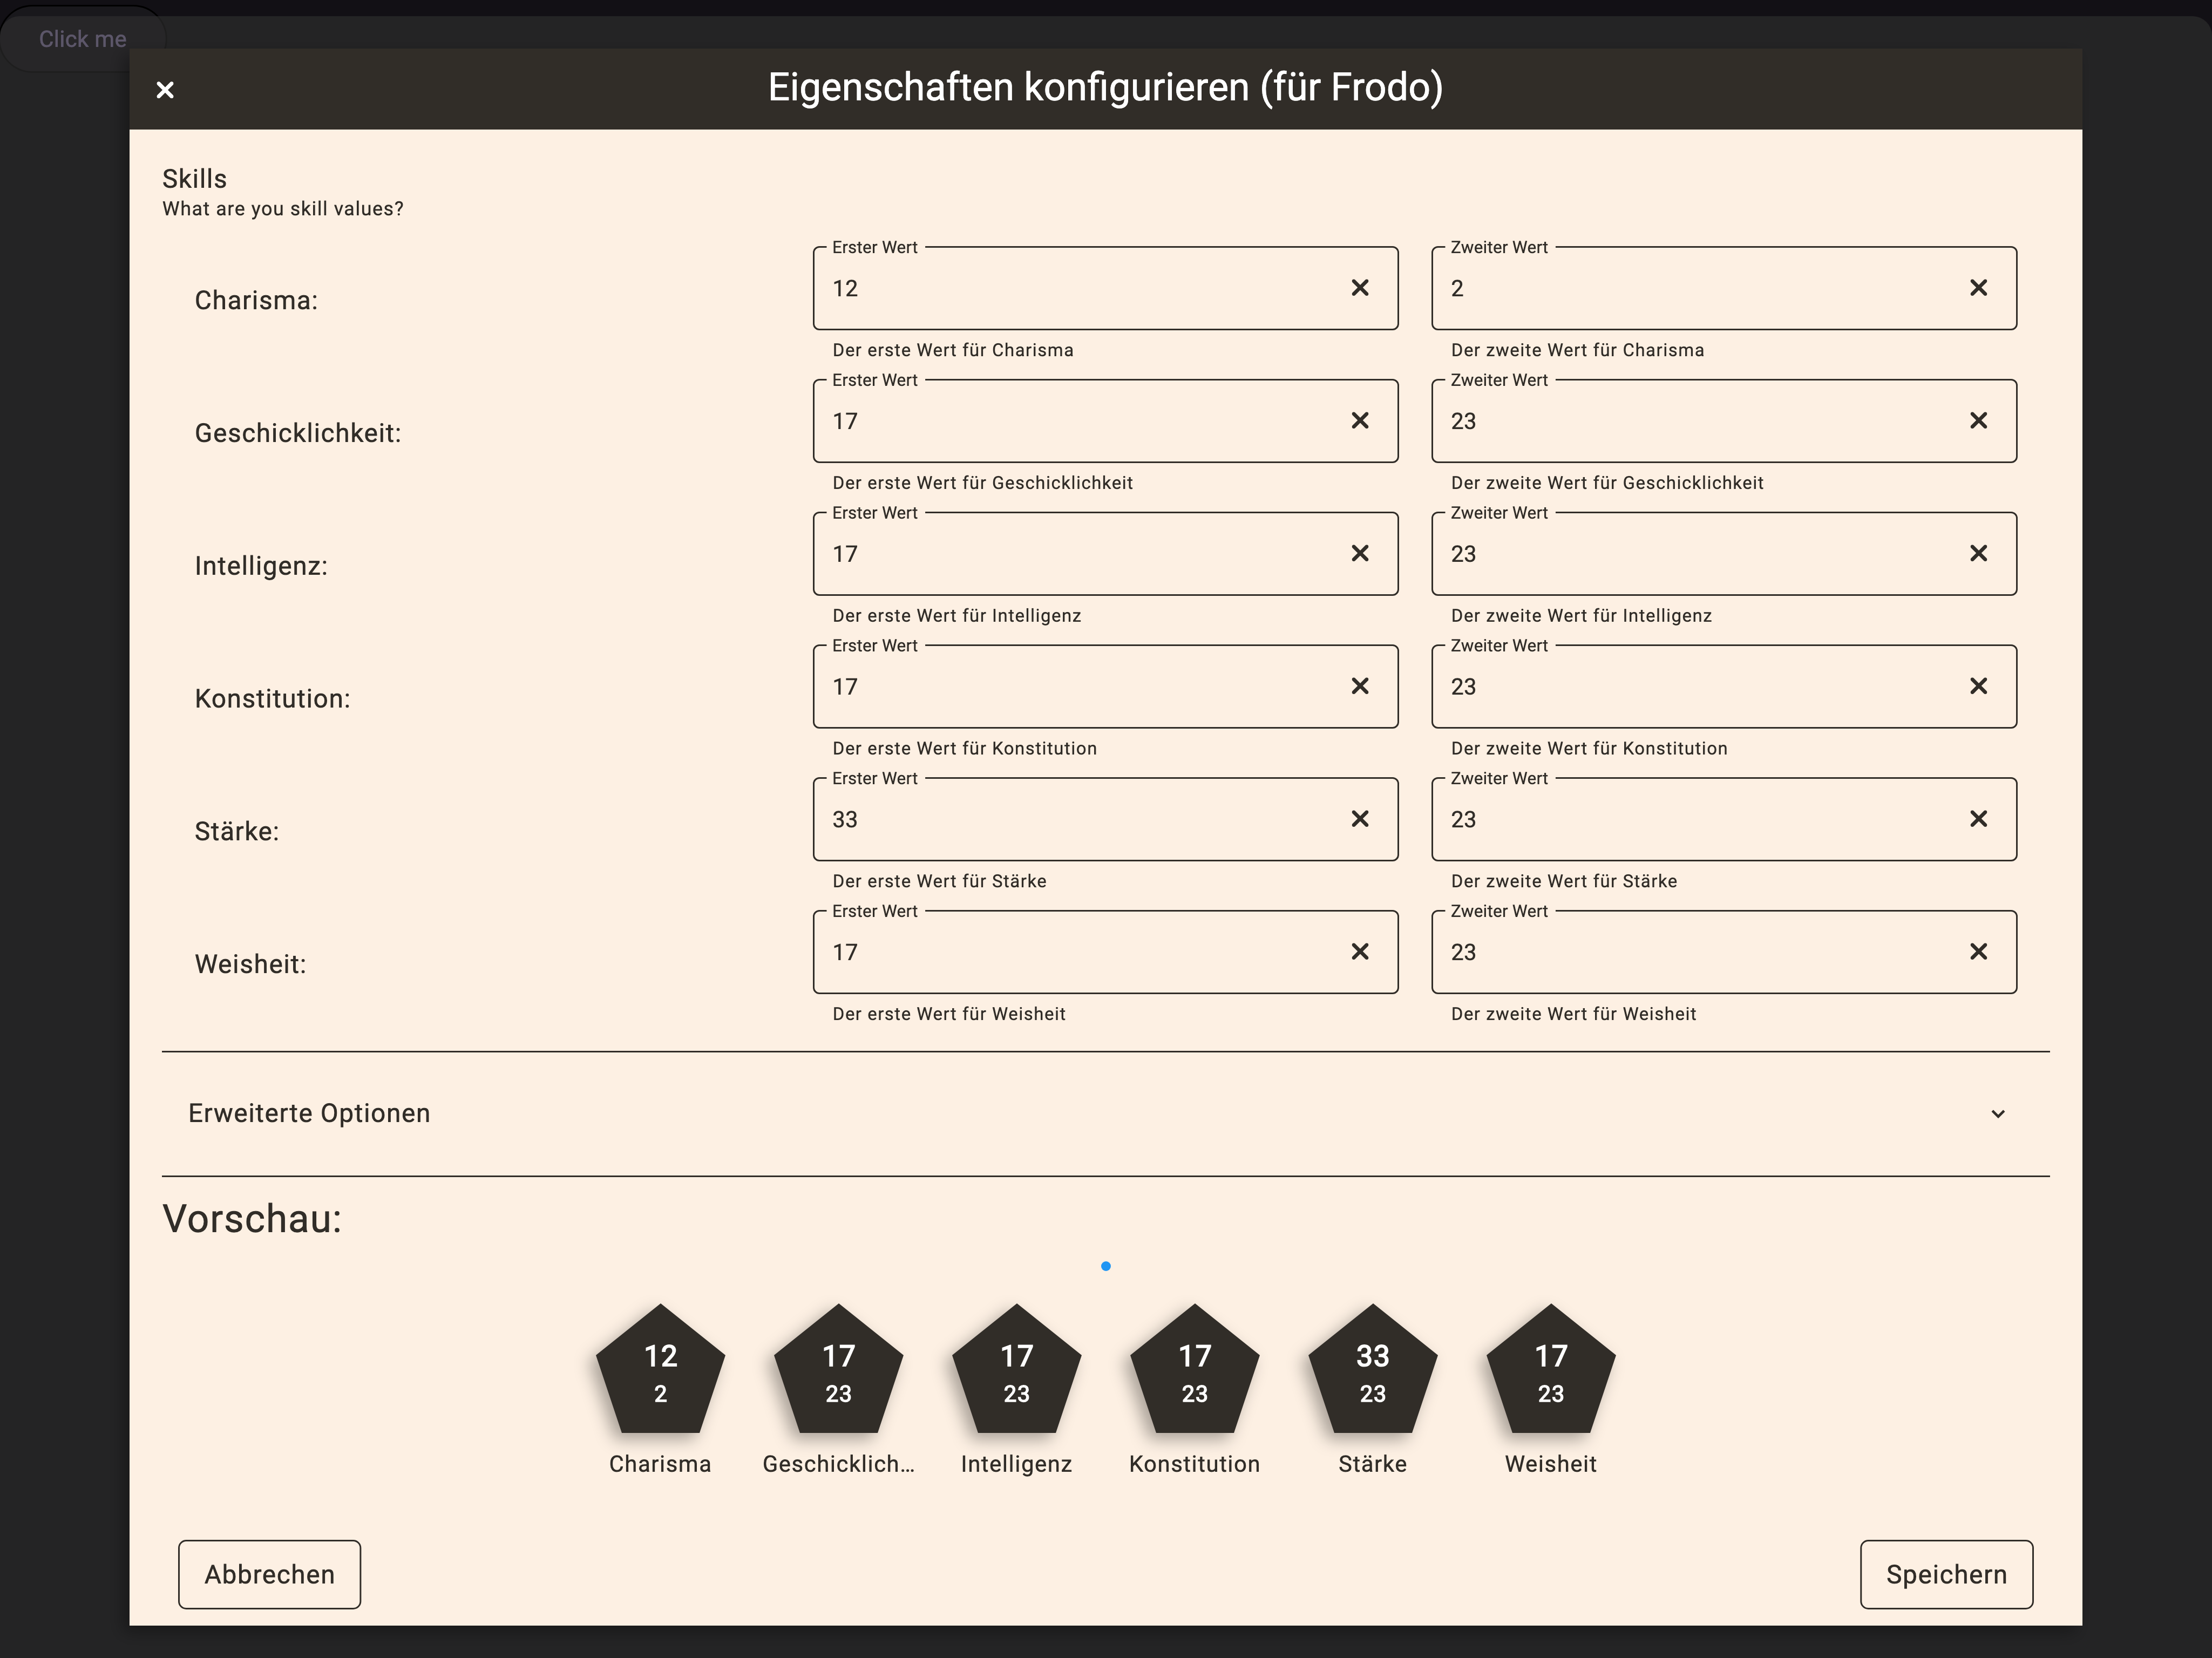 Click me
Eigenschaften konfigurieren (für Frodo)
Skills
What are you skill values?
Charisma:
Erster Wert
12
Der erste Wert für Charisma
Zweiter Wert
2
Der zweite Wert für Charisma
Geschicklichkeit:
Erster Wert
17
Der erste Wert für Geschicklichkeit
Zweiter Wert
23
Der zweite Wert für Geschicklichkeit
Intelligenz:
Erster Wert
17
Der erste Wert für Intelligenz
Zweiter Wert
23
Der zweite Wert für Intelligenz
Konstitution:
Erster Wert
17
Der erste Wert für Konstitution
Zweiter Wert
23
Der zweite Wert für Konstitution
Stärke:
Erster Wert
33
Der erste Wert für Stärke
Zweiter Wert
23
Der zweite Wert für Stärke
Weisheit:
Erster Wert
17
Der erste Wert für Weisheit
Zweiter Wert
23
Der zweite Wert für Weisheit
Erweiterte Optionen
Vorschau:
12
2
Charisma
17
23
Geschicklich...
17
23
Intelligenz
17
23
Konstitution
33
23
Stärke
17
23
Weisheit
Abbrechen
Speichern